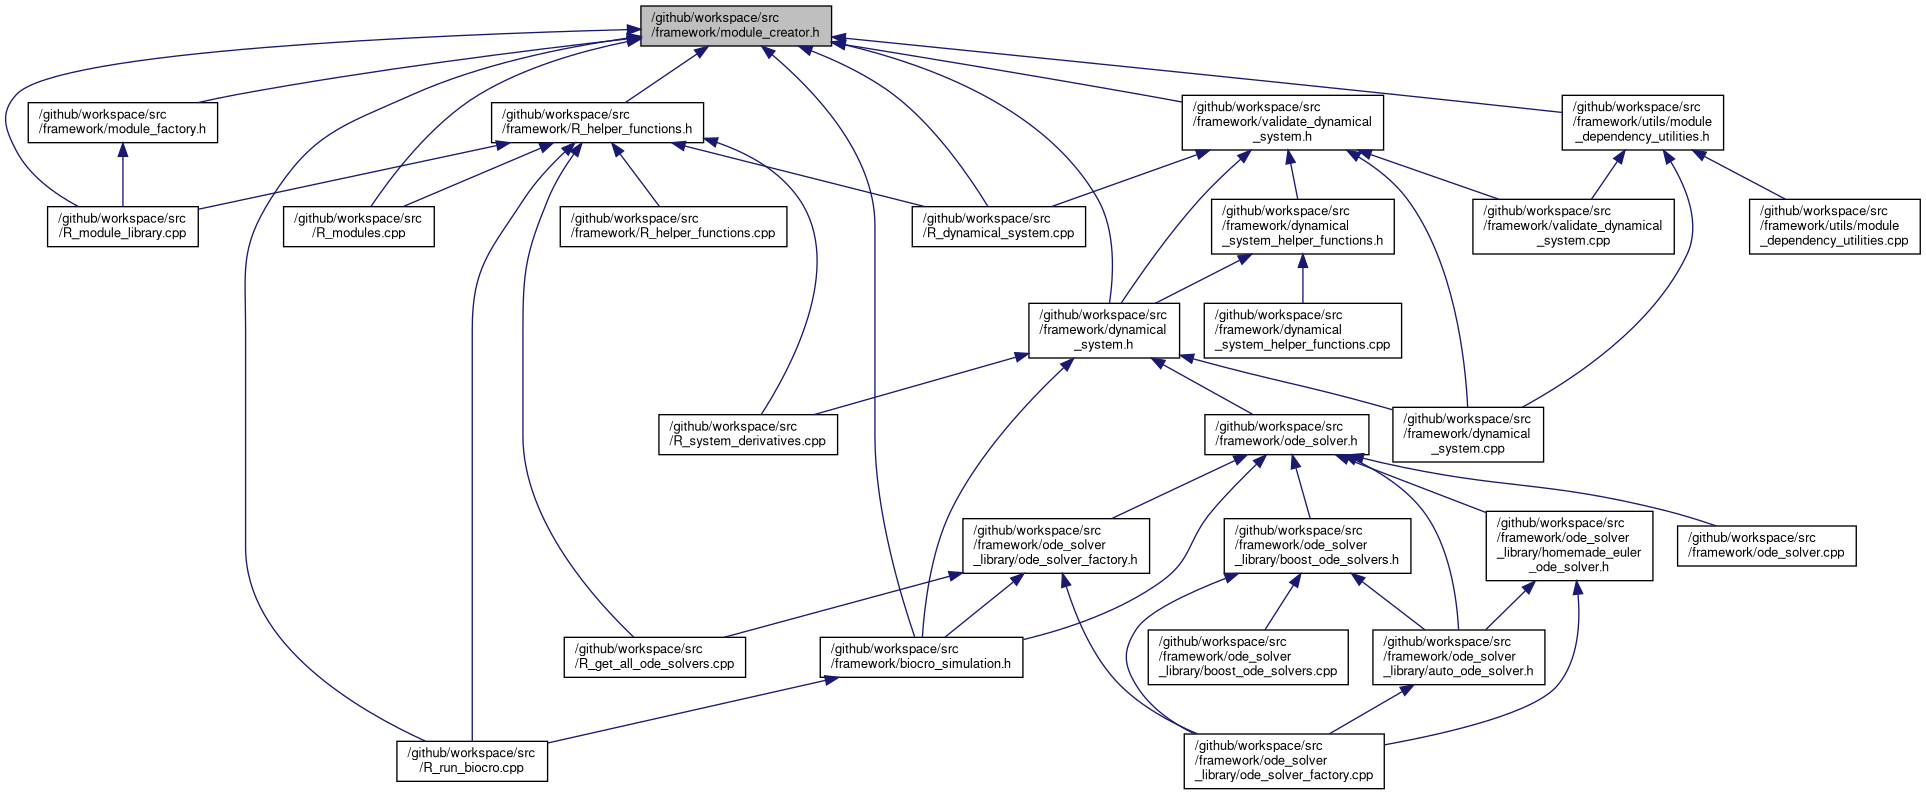 /github/workspace/src
/framework/module_creator.h
/github/workspace/src
/framework/module_factory.h
/github/workspace/src
/framework/R_helper_functions.h
/github/workspace/src
/framework/validate_dynamical
_system.h
/github/workspace/src
/framework/utils/module
_dependency_utilities.h
/github/workspace/src
/R_module_library.cpp
/github/workspace/src
/R_modules.cpp
/github/workspace/src
/framework/R_helper_functions.cpp
/github/workspace/src
/R_dynamical_system.cpp
/github/workspace/src
/framework/dynamical
_system_helper_functions.h
/github/workspace/src
/framework/validate_dynamical
_system.cpp
/github/workspace/src
/framework/utils/module
_dependency_utilities.cpp
/github/workspace/src
/framework/dynamical
_system.h
/github/workspace/src
/framework/dynamical
_system_helper_functions.cpp
/github/workspace/src
/R_system_derivatives.cpp
/github/workspace/src
/framework/ode_solver.h
/github/workspace/src
/framework/dynamical
_system.cpp
/github/workspace/src
/framework/ode_solver
_library/ode_solver_factory.h
/github/workspace/src
/framework/ode_solver
_library/boost_ode_solvers.h
/github/workspace/src
/framework/ode_solver
_library/homemade_euler
_ode_solver.h
/github/workspace/src
/framework/ode_solver.cpp
/github/workspace/src
/R_get_all_ode_solvers.cpp
/github/workspace/src
/framework/biocro_simulation.h
/github/workspace/src
/framework/ode_solver
_library/boost_ode_solvers.cpp
/github/workspace/src
/framework/ode_solver
_library/auto_ode_solver.h
/github/workspace/src
/R_run_biocro.cpp
/github/workspace/src
/framework/ode_solver
_library/ode_solver_factory.cpp